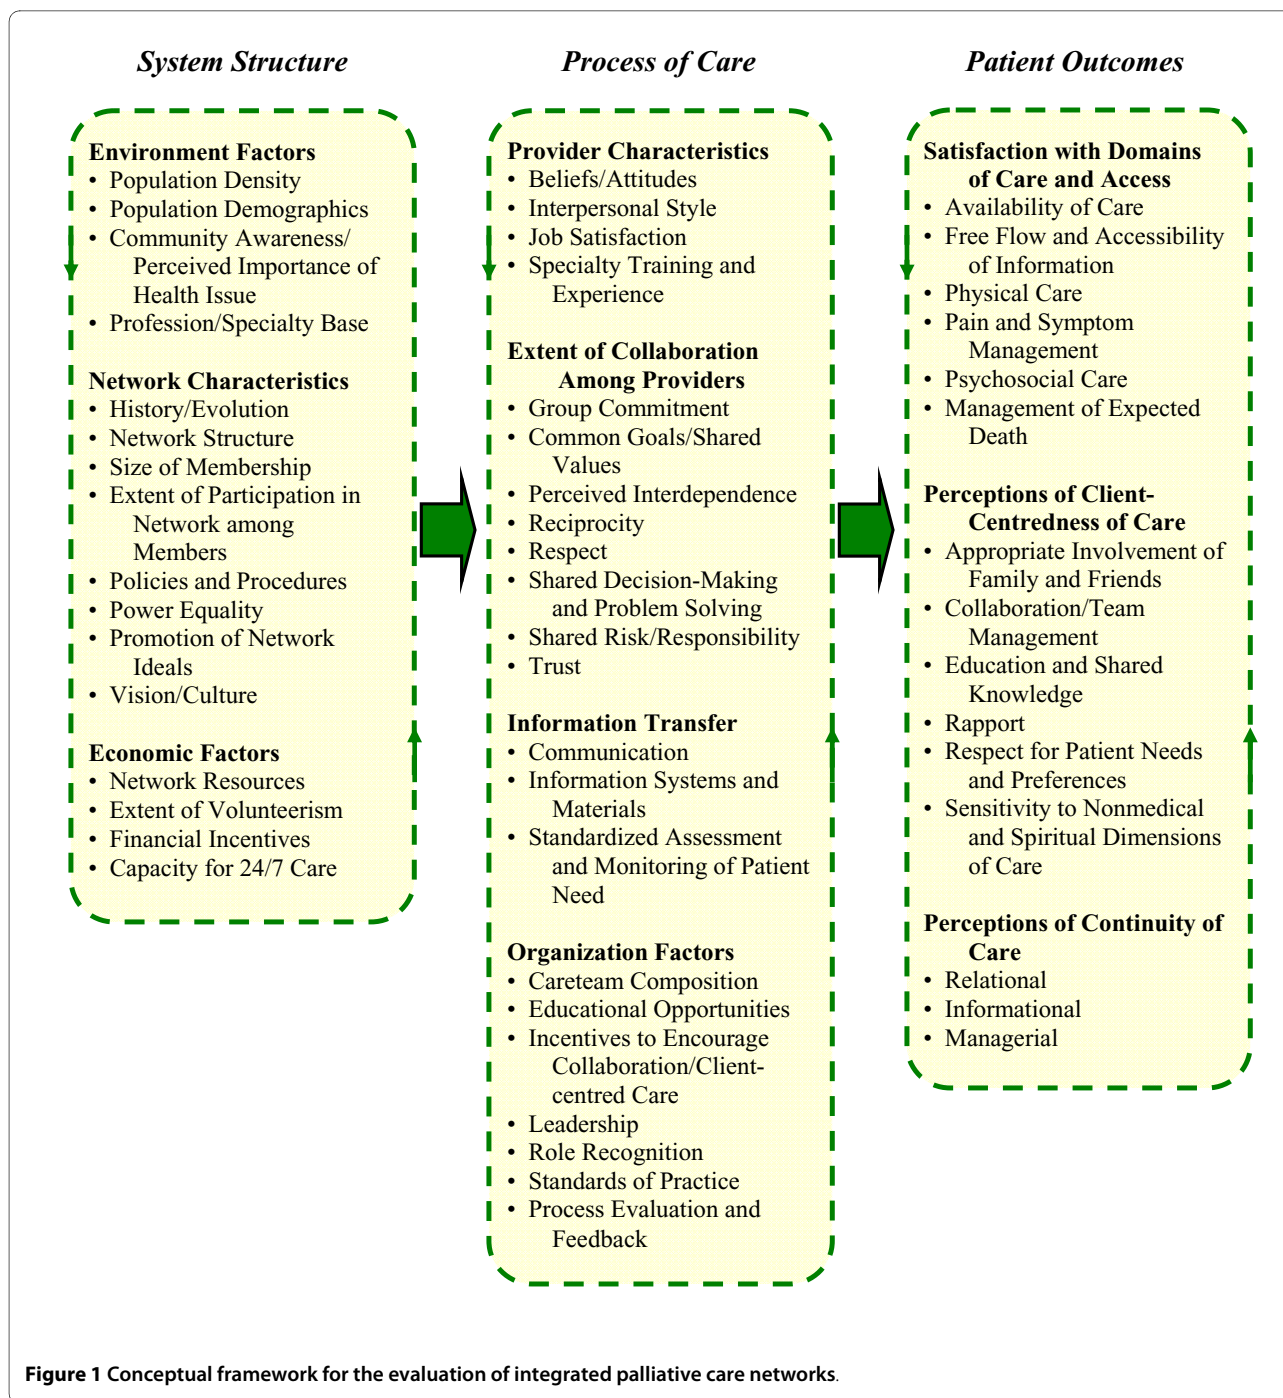 System Structure
Process of Care
Patient Outcomes
Environment Factors
• Population Density
• Population Demographics
• Community Awareness/
Perceived Importance of
Health Issue
• Profession/Specialty Base
Network Characteristics
• History/Evolution
• Network Structure
• Size of Membership
• Extent of Participation in
Network among
Members
• Policies and Procedures
• Power Equality
• Promotion of Network
Ideals
• Vision/Culture
Economic Factors
• Network Resources
• Extent of Volunteerism
• Financial Incentives
• Capacity for 24/7 Care
Provider Characteristics
• Beliefs/Attitudes
• Interpersonal Style
• Job Satisfaction
• Specialty Training and
Experience
Extent of Collaboration
Among Providers
• Group Commitment
• Common Goals/Shared
Values
• Perceived Interdependence
• Reciprocity
• Respect
• Shared Decision-Making
and Problem Solving
• Shared Risk/Responsibility
• Trust
Information Transfer
• Communication
• Information Systems and
Materials
• Standardized Assessment
and Monitoring of Patient
Need
Organization Factors
• Careteam Composition
• Educational Opportunities
• Incentives to Encourage
Collaboration/Client-
centred Care
• Leadership
• Role Recognition
• Standards of Practice
• Process Evaluation and
Feedback
Satisfaction with Domains
of Care and Access
• Availability of Care
• Free Flow and Accessibility
of Information
• Physical Care
• Pain and Symptom
Management
• Psychosocial Care
• Management of Expected
Death
Perceptions of Client-
Centredness of Care
• Appropriate Involvement of
Family and Friends
• Collaboration/Team
Management
• Education and Shared
Knowledge
• Rapport
• Respect for Patient Needs
and Preferences
• Sensitivity to Nonmedical
and Spiritual Dimensions
of Care
Perceptions of Continuity of
Care
• Relational
• Informational
• Managerial
Figure 1 Conceptual framework for the evaluation of integrated palliative care networks.